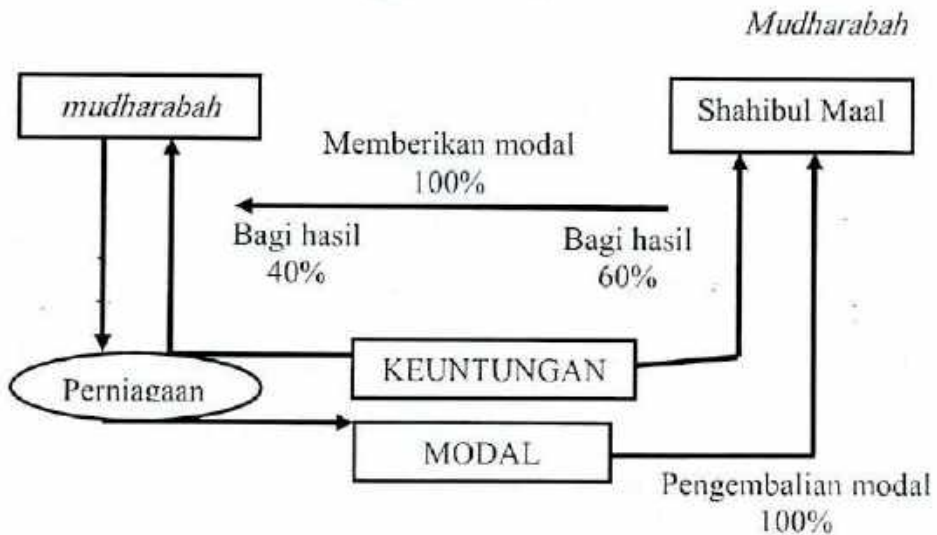 Mudharabah
mudharabah
Shahibul Maal
Memberikan modal
100%
Bagi hasil
40%
Bagi hasil
60%
KEUNTUNGAN
Perniagaan
MODAL
Pengembalian modal
100%